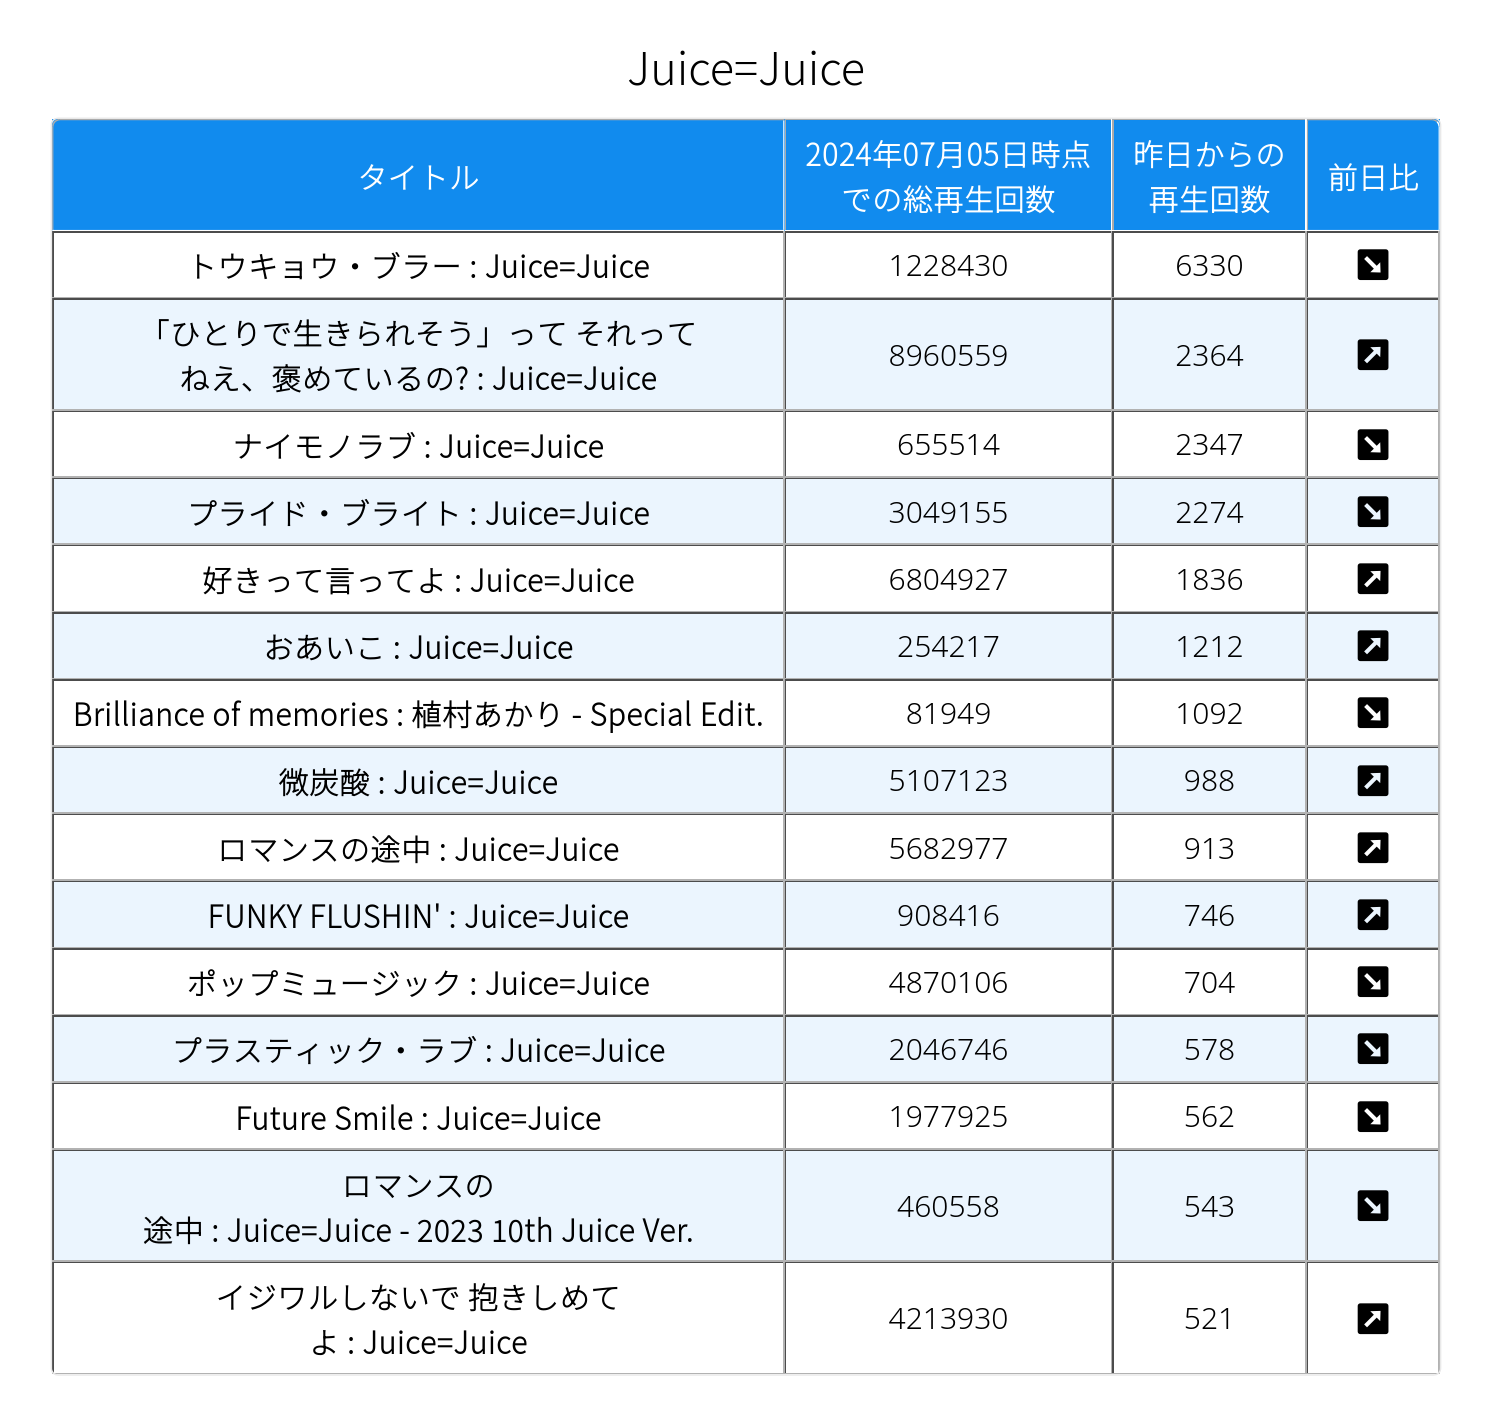 Juice=Juice
タイトル
2024年07月05日時点
での総再生回数
昨日からの
再生回数
前日比
トウキョウ・ブラー : Juice=Juice
1228430
6330
「ひとりで生きられそう」って それって
ねえ、褒めているの? : Juice=Juice
8960559
2364
ナイモノラブ : Juice=Juice
655514
2347
プライド・ブライト : Juice=Juice
3049155
2274
好きって言ってよ : Juice=Juice
6804927
1836
おあいこ : Juice=Juice
254217
1212
Brilliance of memories : 植村あかり - Special Edit.
81949
1092
微炭酸 : Juice=Juice
5107123
988
ロマンスの途中 : Juice=Juice
5682977
913
FUNKY FLUSHIN' : Juice=Juice
908416
746
ポップミュージック : Juice=Juice
4870106
704
プラスティック・ラブ : Juice=Juice
2046746
578
Future Smile : Juice=Juice
1977925
562
ロマンスの
途中 : Juice=Juice - 2023 10th Juice Ver.
460558
543
イジワルしないで 抱きしめて
よ : Juice=Juice
4213930
521